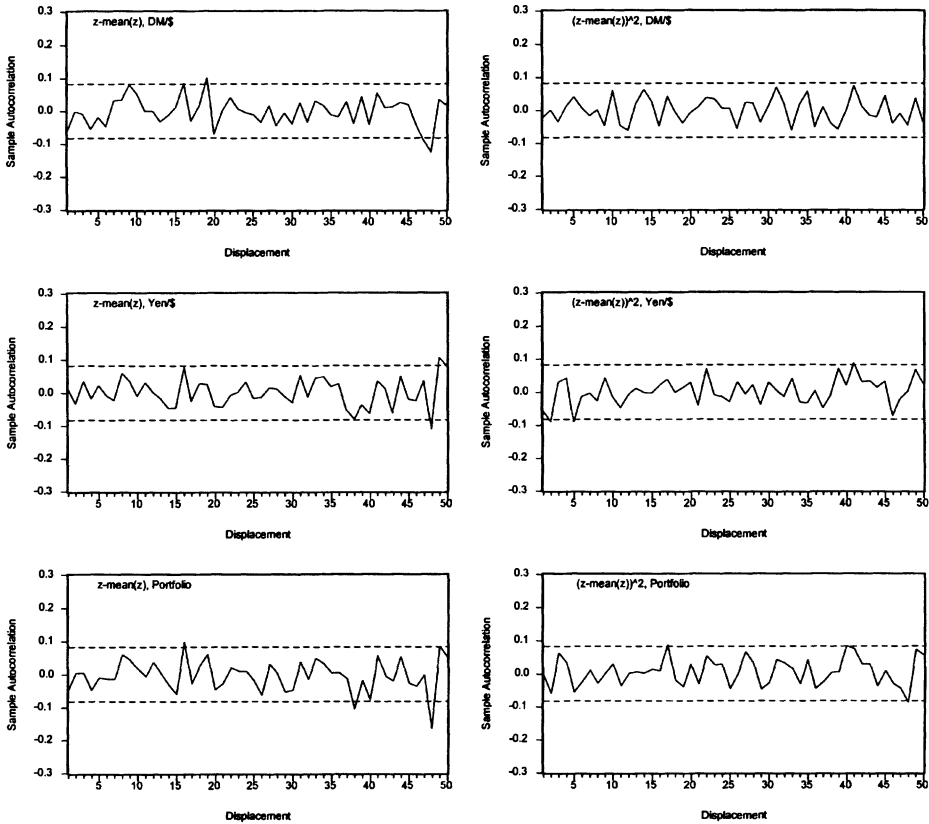 z-mean(z), DM/$
Sample Autocorrelation
0.3
0.2
0.1
0.0
-0.1
-0.2
-0.3
5 10 15 20 25 30 35 40 45 50
Displacement
(z-mean(z))^2, DM/$
Sample Autocorrelation
0.3
0.2
0.1
0.0
-0.1
-0.2
-0.3
5 10 15 20 25 30 35 40 45 50
Displacement
z-mean(z), Yen/$
Sample Autocorrelation
0.3
0.2
0.1
0.0
-0.1
-0.2
-0.3
5 10 15 20 25 30 35 40 45 50
Displacement
(z-mean(z))^2, Yen/$
Sample Autocorrelation
0.3
0.2
0.1
0.0
-0.1
-0.2
-0.3
5 10 15 20 25 30 35 40 45 50
Displacement
z-mean(z), Portfolio
Sample Autocorrelation
0.3
0.2
0.1
0.0
-0.1
-0.2
-0.3
5 10 15 20 25 30 35 40 45 50
Displacement
(z-mean(z))^2, Portfolio
Sample Autocorrelation
0.3
0.2
0.1
0.0
-0.1
-0.2
-0.3
5 10 15 20 25 30 35 40 45 50
Displacement